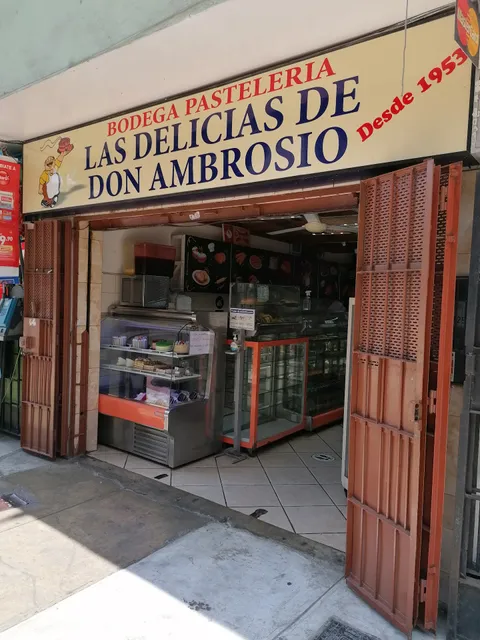 BODEGA PASTELERIA
LAS DELICIAS DE
DON AMBROSIO
Desde 1953